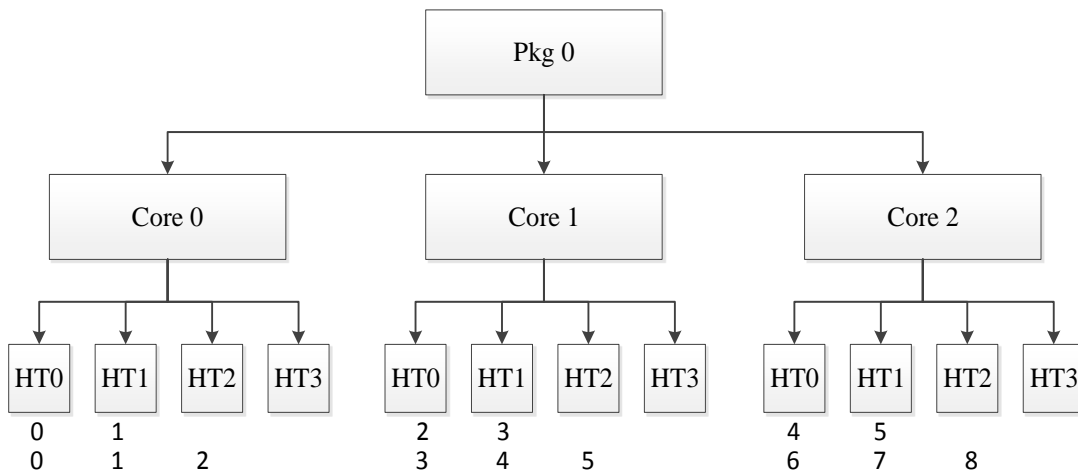 Pkg 0
Core 0 Core 1 Core 2
HT0 HT1 HT2 HT3 HT0 HT1 HT2 HT3 HT0 HT1 HT2 HT3
0 1 2 3 4 5
0 1 2 3 4 5 6 7 8